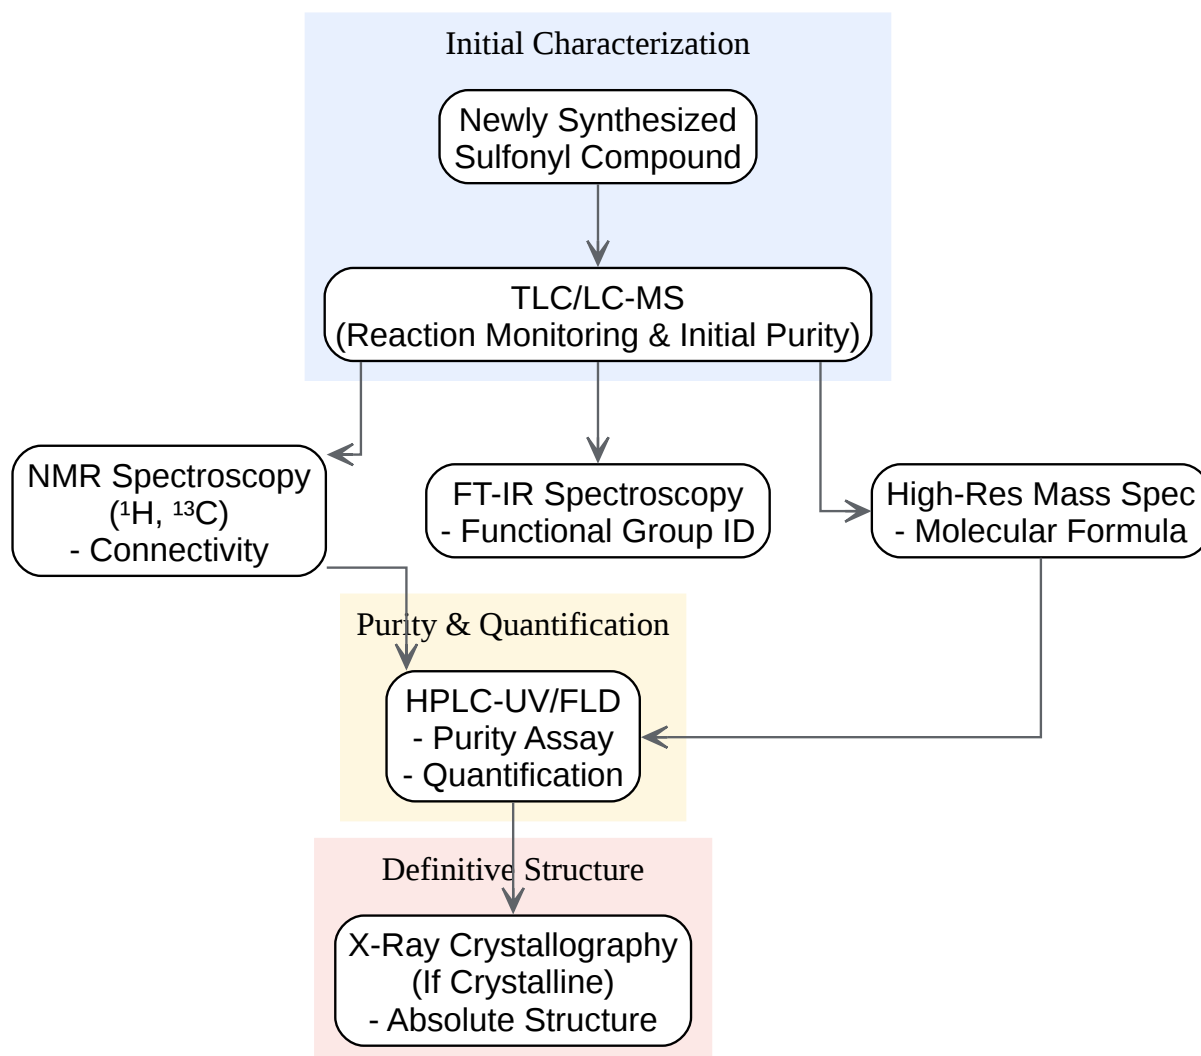 Initial Characterization
Newly Synthesized
Sulfonyl Compound
TLC/LC-MS
(Reaction Monitoring & Initial Purity)
NMR Spectroscopy
(¹H, ¹³C)
- Connectivity
FT-IR Spectroscopy
- Functional Group ID
High-Res Mass Spec
- Molecular Formula
Purity & Quantification
HPLC-UV/FLD
- Purity Assay
- Quantification
Definitive Structure
X-Ray Crystallography
(If Crystalline)
- Absolute Structure